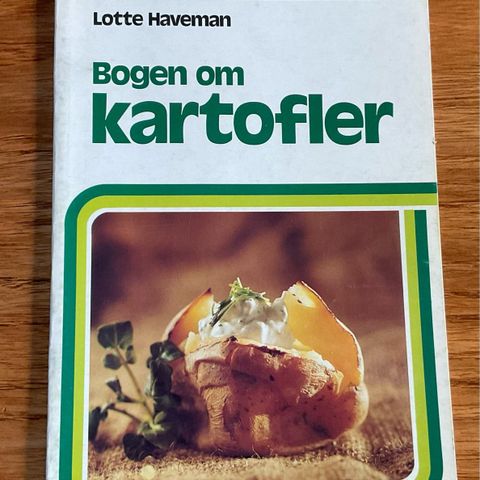 Lotte Haveman
Bogen om
kartofler